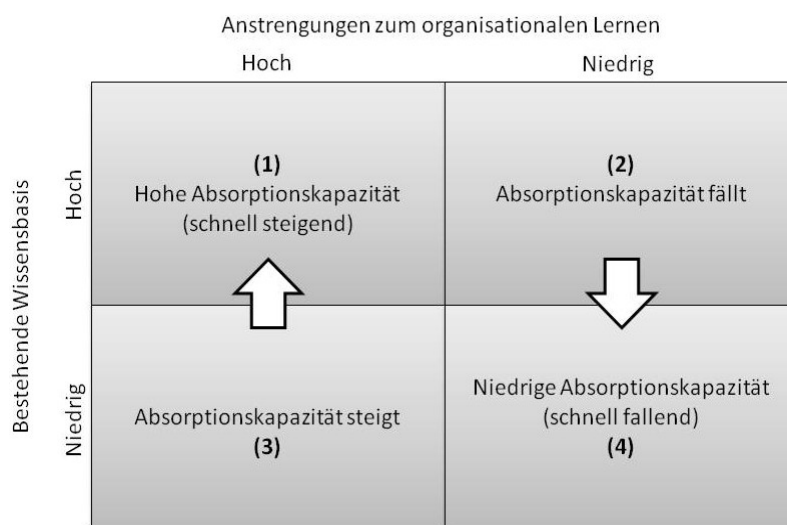 Anstrengungen zum organisationalen Lernen
Hoch
Niedrig
Bestehende Wissensbasis
Hoch
(1)
Hohe Absorptionskapazität
(schnell steigend)
(2)
Absorptionskapazität fällt
Niedrig
Absorptionskapazität steigt
(3)
Niedrige Absorptionskapazität
(schnell fallend)
(4)